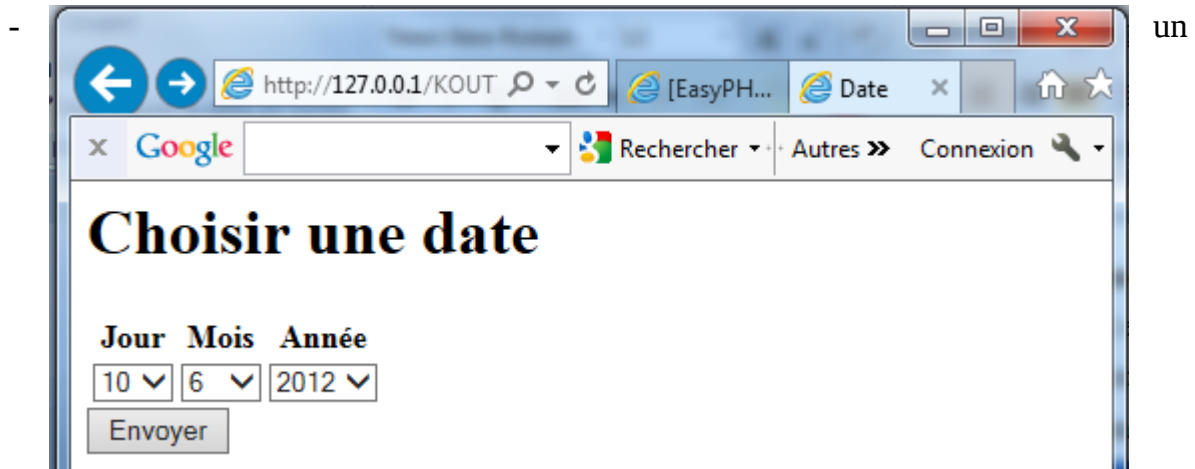 - un
http://127.0.0.1/KOUT [EasyPH... Date
x Google Rechercher Autres » Connexion
Choisir une date
Jour Mois Année
10 6 2012
Envoyer